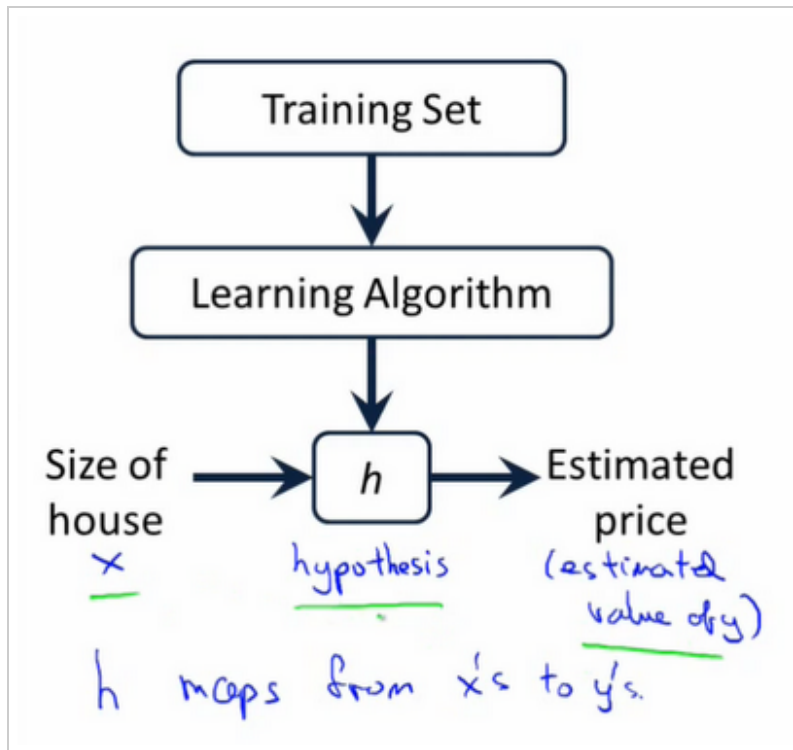 Training Set
Learning Algorithm
Size of
house
h
Estimated
price
x
hypothesis
(estimated
value of y)
h maps from x's to y's.